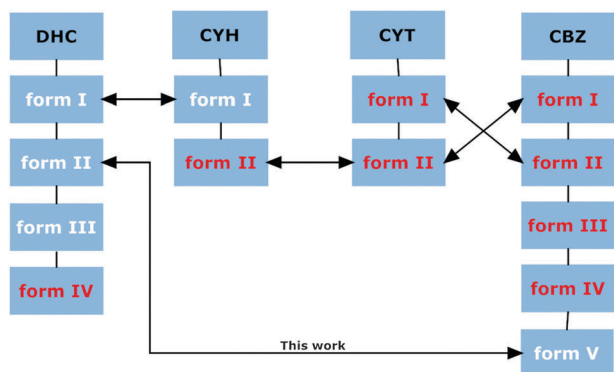 DHC
CYH
CYT
CBZ
form I
form I
form I
form I
form II
form II
form II
form II
form III
form III
form IV
form IV
This work
form V